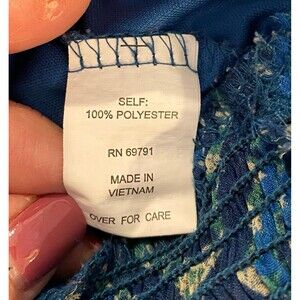 SELF:
100% POLYESTER
RN 69791
MADE IN
VIETNAM
OVER FOR CARE